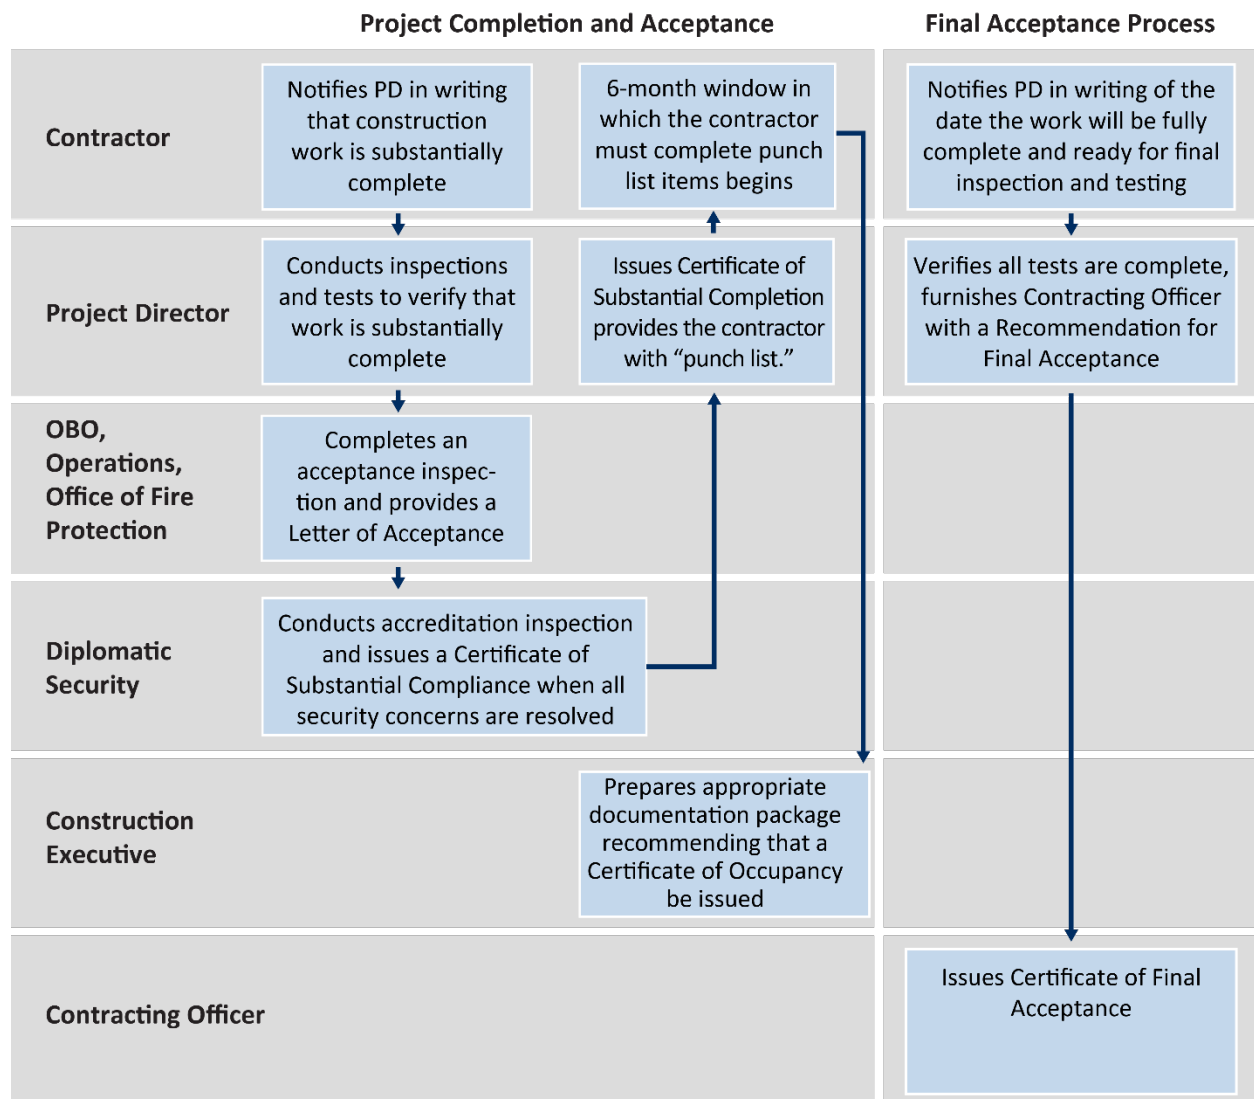 Project Completion and Acceptance
Final Acceptance Process
Contractor
Notifies PD in writing
that construction
work is substantially
complete
6-month window in
which the contractor
must complete punch
list items begins
Notifies PD in writing of the
date the work will be fully
complete and ready for final
inspection and testing
Project Director
Conducts inspections
and tests to verify that
work is substantially
complete
Issues Certificate of
Substantial Completion
provides the contractor
with “punch list.”
Verifies all tests are complete,
furnishes Contracting Officer
with a Recommendation for
Final Acceptance
OBO,
Operations,
Office of Fire
Protection
Completes an
acceptance inspec-
tion and provides a
Letter of Acceptance
Diplomatic
Security
Conducts accreditation inspection
and issues a Certificate of
Substantial Compliance when all
security concerns are resolved
Construction
Executive
Prepares appropriate
documentation package
recommending that a
Certificate of Occupancy
be issued
Contracting Officer
Issues Certificate of Final
Acceptance